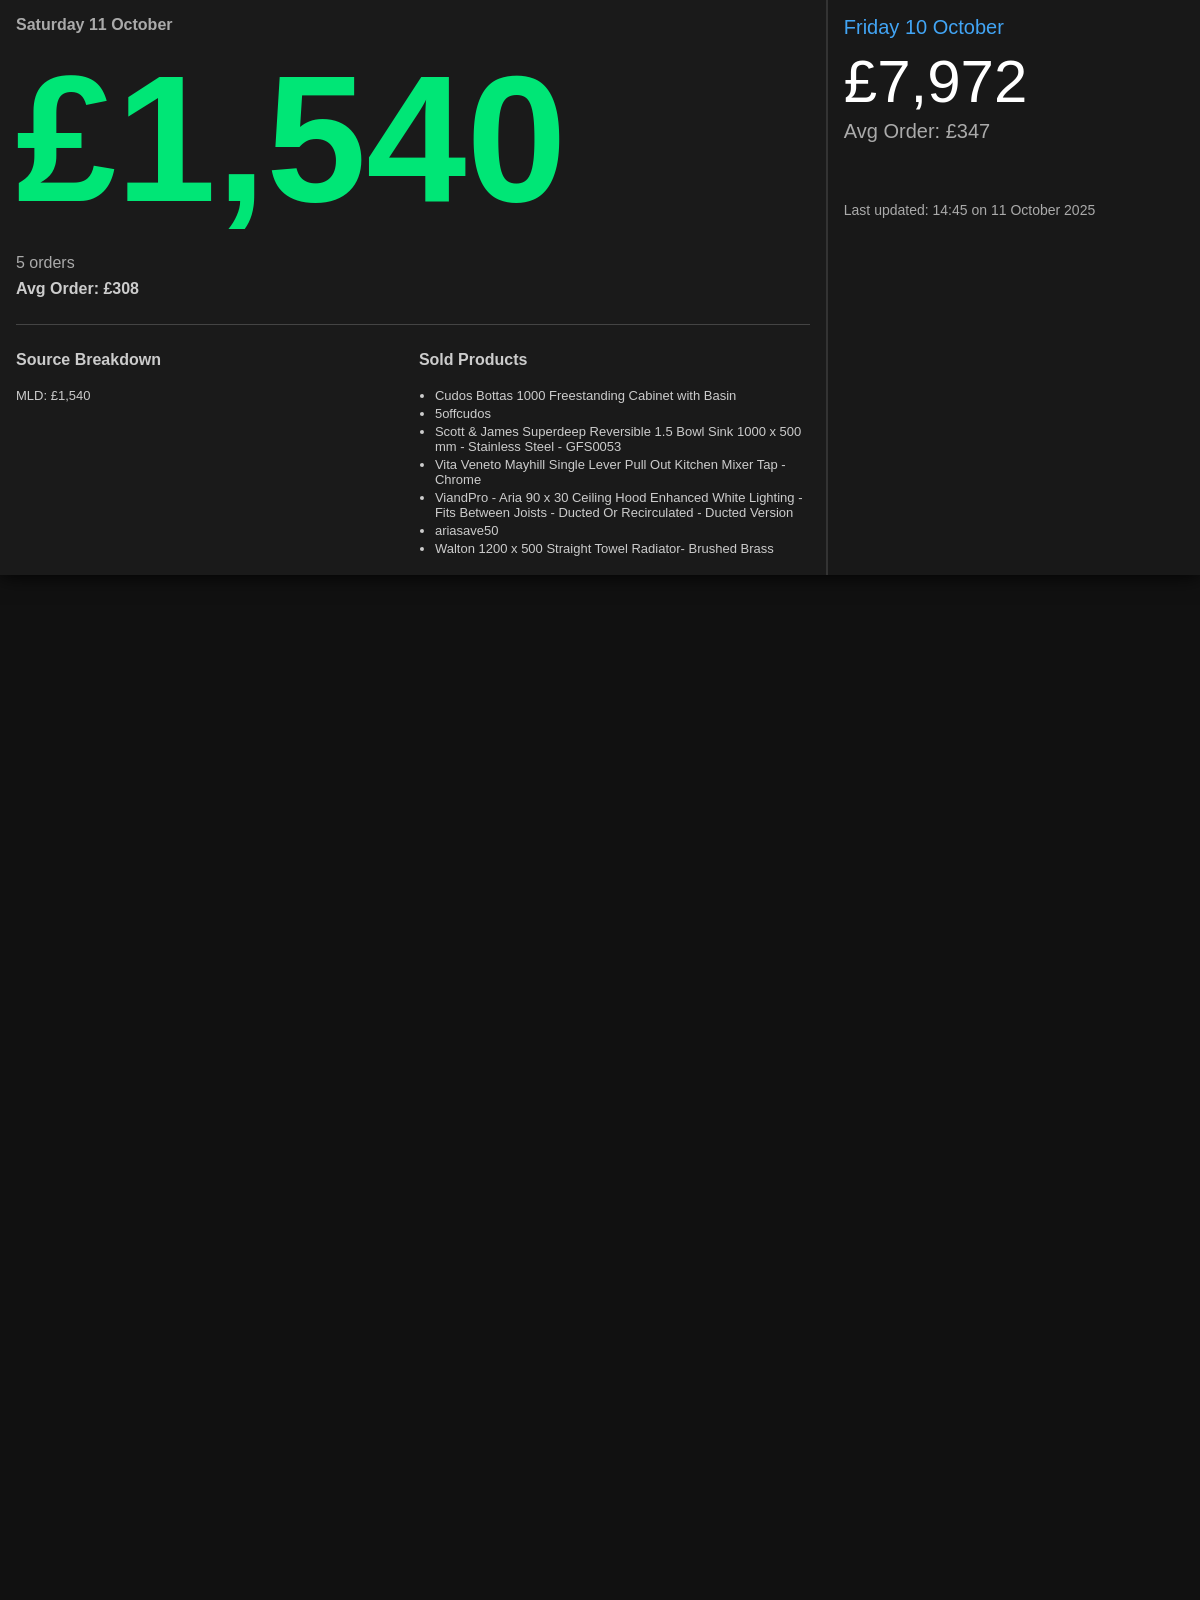 Saturday 11 October
£1,540
5 orders
Avg Order: £308
Source Breakdown
MLD: £1,540
Sold Products
Cudos Bottas 1000 Freestanding Cabinet with Basin
5offcudos
Scott & James Superdeep Reversible 1.5 Bowl Sink 1000 x 500
mm - Stainless Steel - GFS0053
Vita Veneto Mayhill Single Lever Pull Out Kitchen Mixer Tap -
Chrome
ViandPro - Aria 90 x 30 Ceiling Hood Enhanced White Lighting -
Fits Between Joists - Ducted Or Recirculated - Ducted Version
ariasave50
Walton 1200 x 500 Straight Towel Radiator- Brushed Brass
Friday 10 October
£7,972
Avg Order: £347
Last updated: 14:45 on 11 October 2025